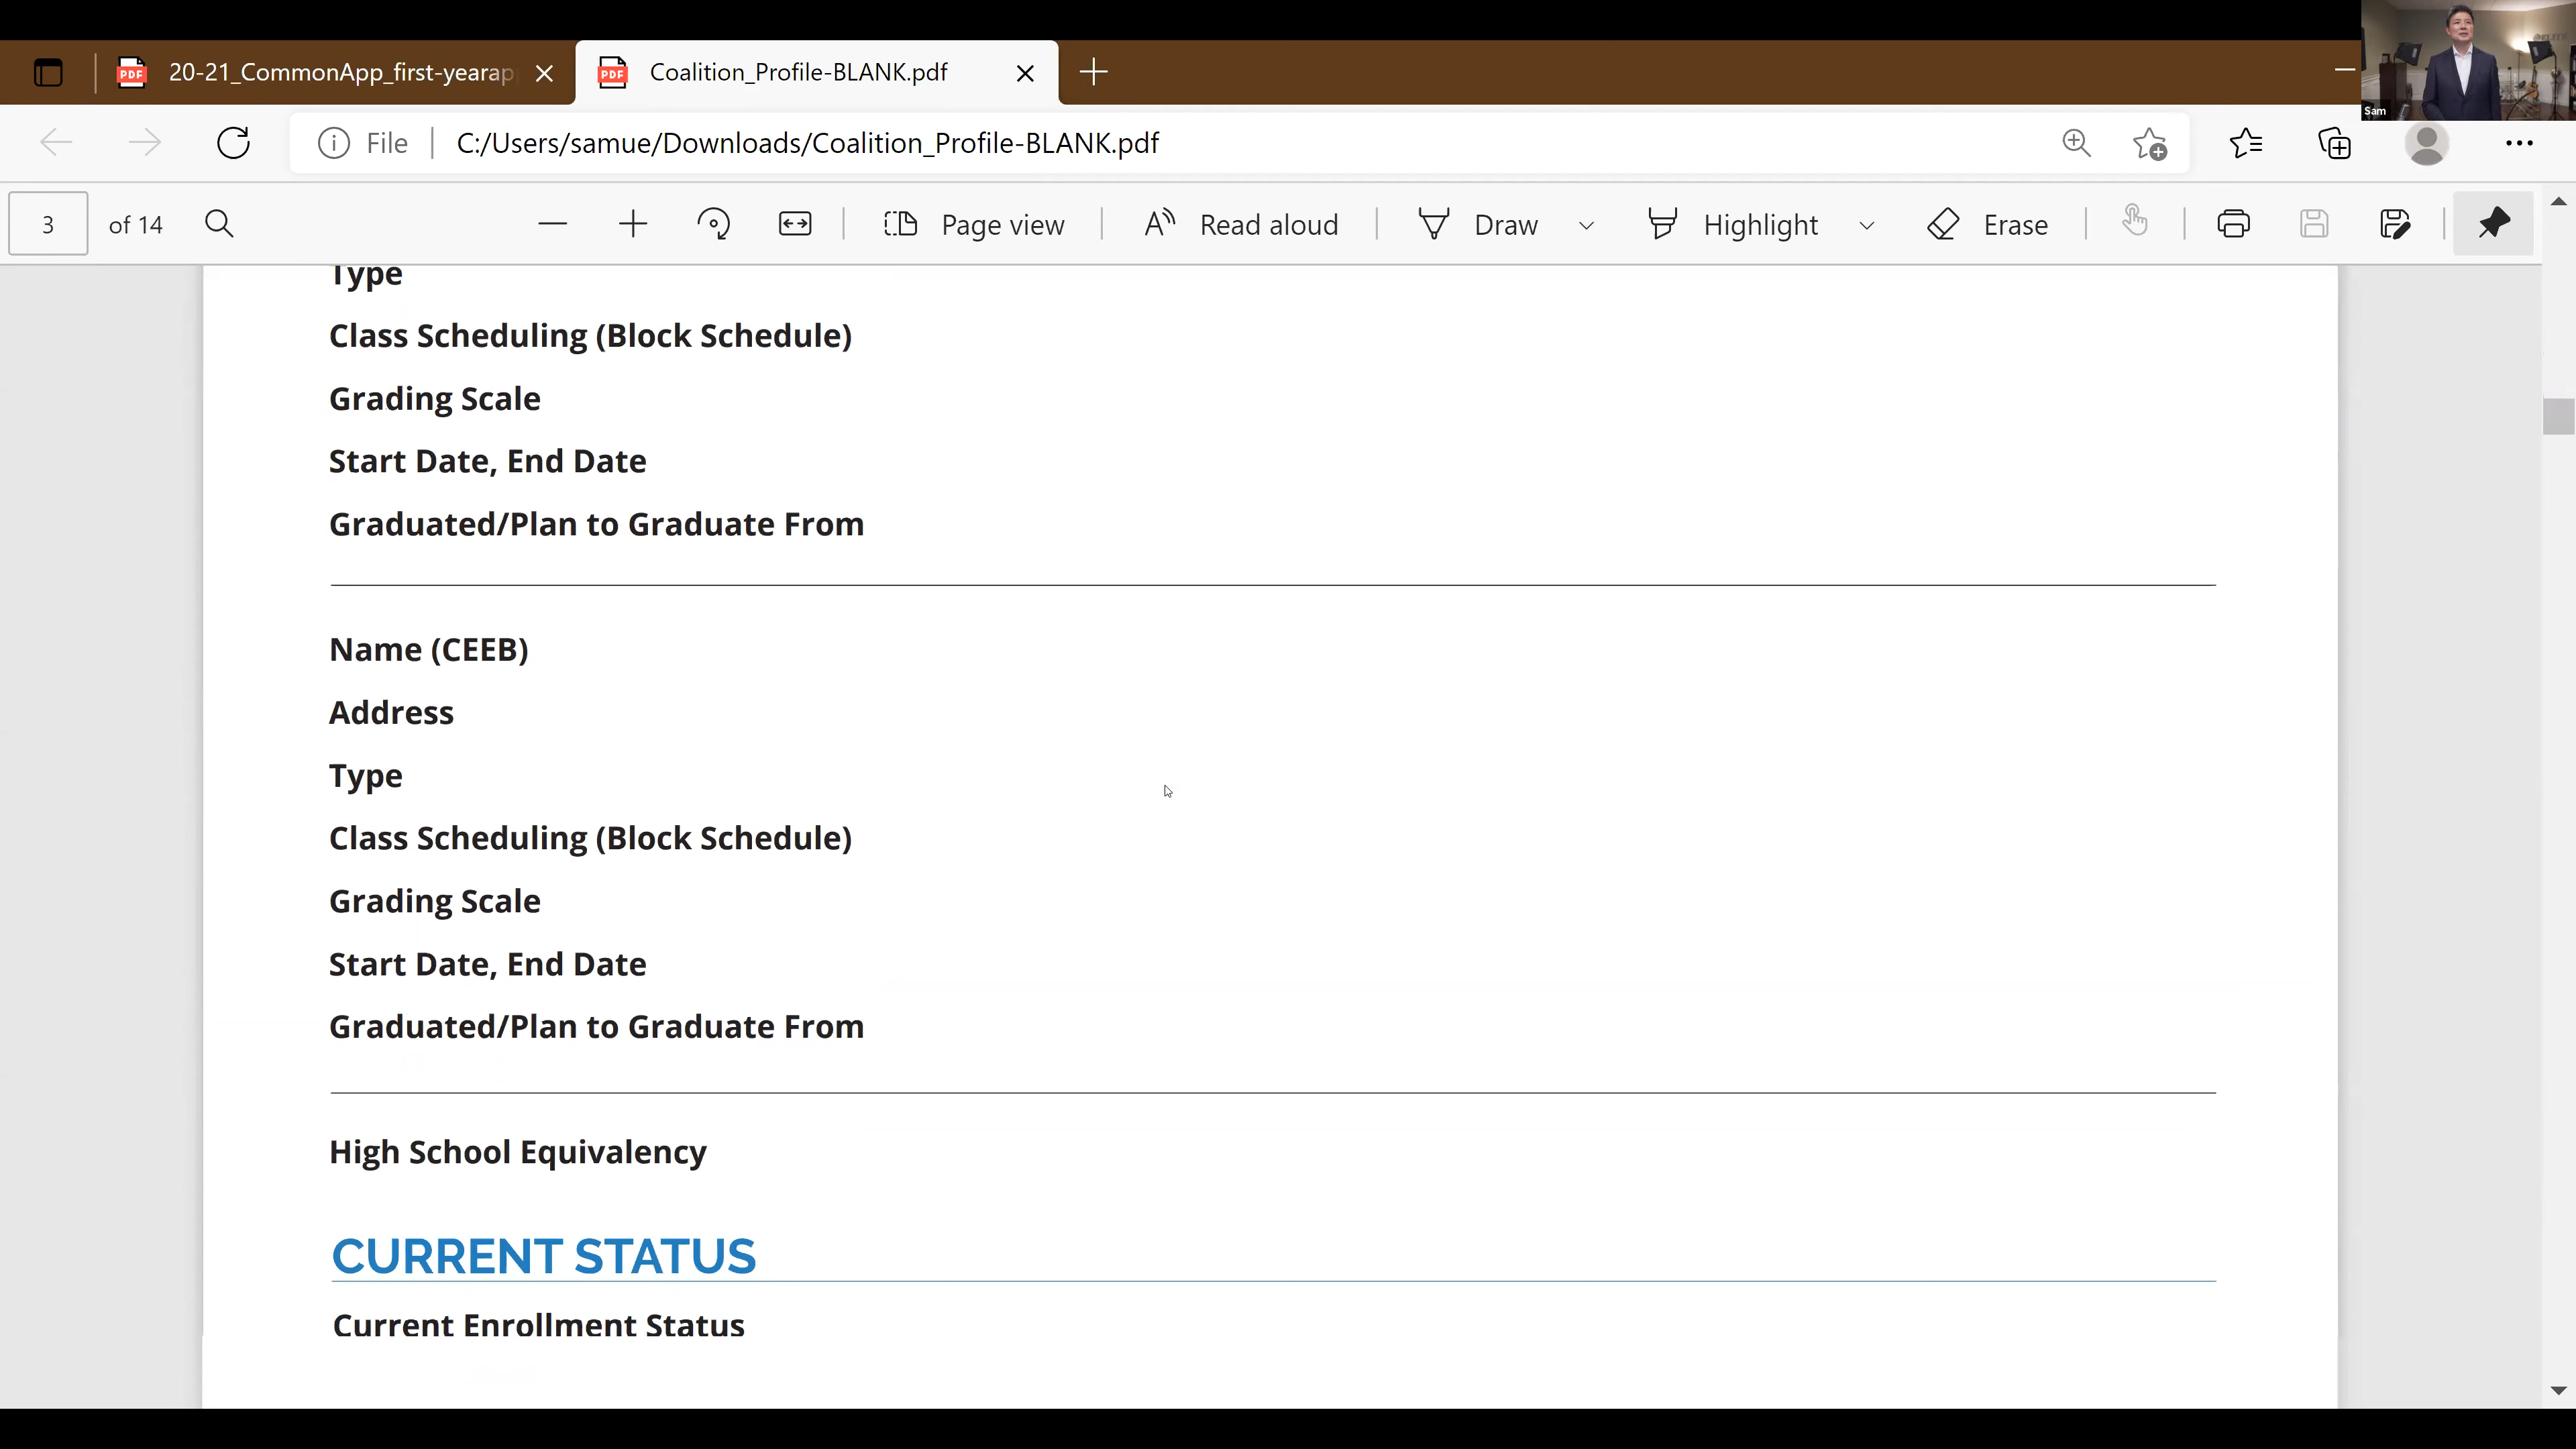 20-21_CommonApp_first-yearap
Coalition_Profile-BLANK.pdf
Sam
File
C:/Users/samue/Downloads/Coalition_Profile-BLANK.pdf
3 of 14
Page view
Read aloud
Draw
Highlight
Erase
Type
Class Scheduling (Block Schedule)
Grading Scale
Start Date, End Date
Graduated/Plan to Graduate From
Name (CEEB)
Address
Type
Class Scheduling (Block Schedule)
Grading Scale
Start Date, End Date
Graduated/Plan to Graduate From
High School Equivalency
CURRENT STATUS
Current Enrollment Status